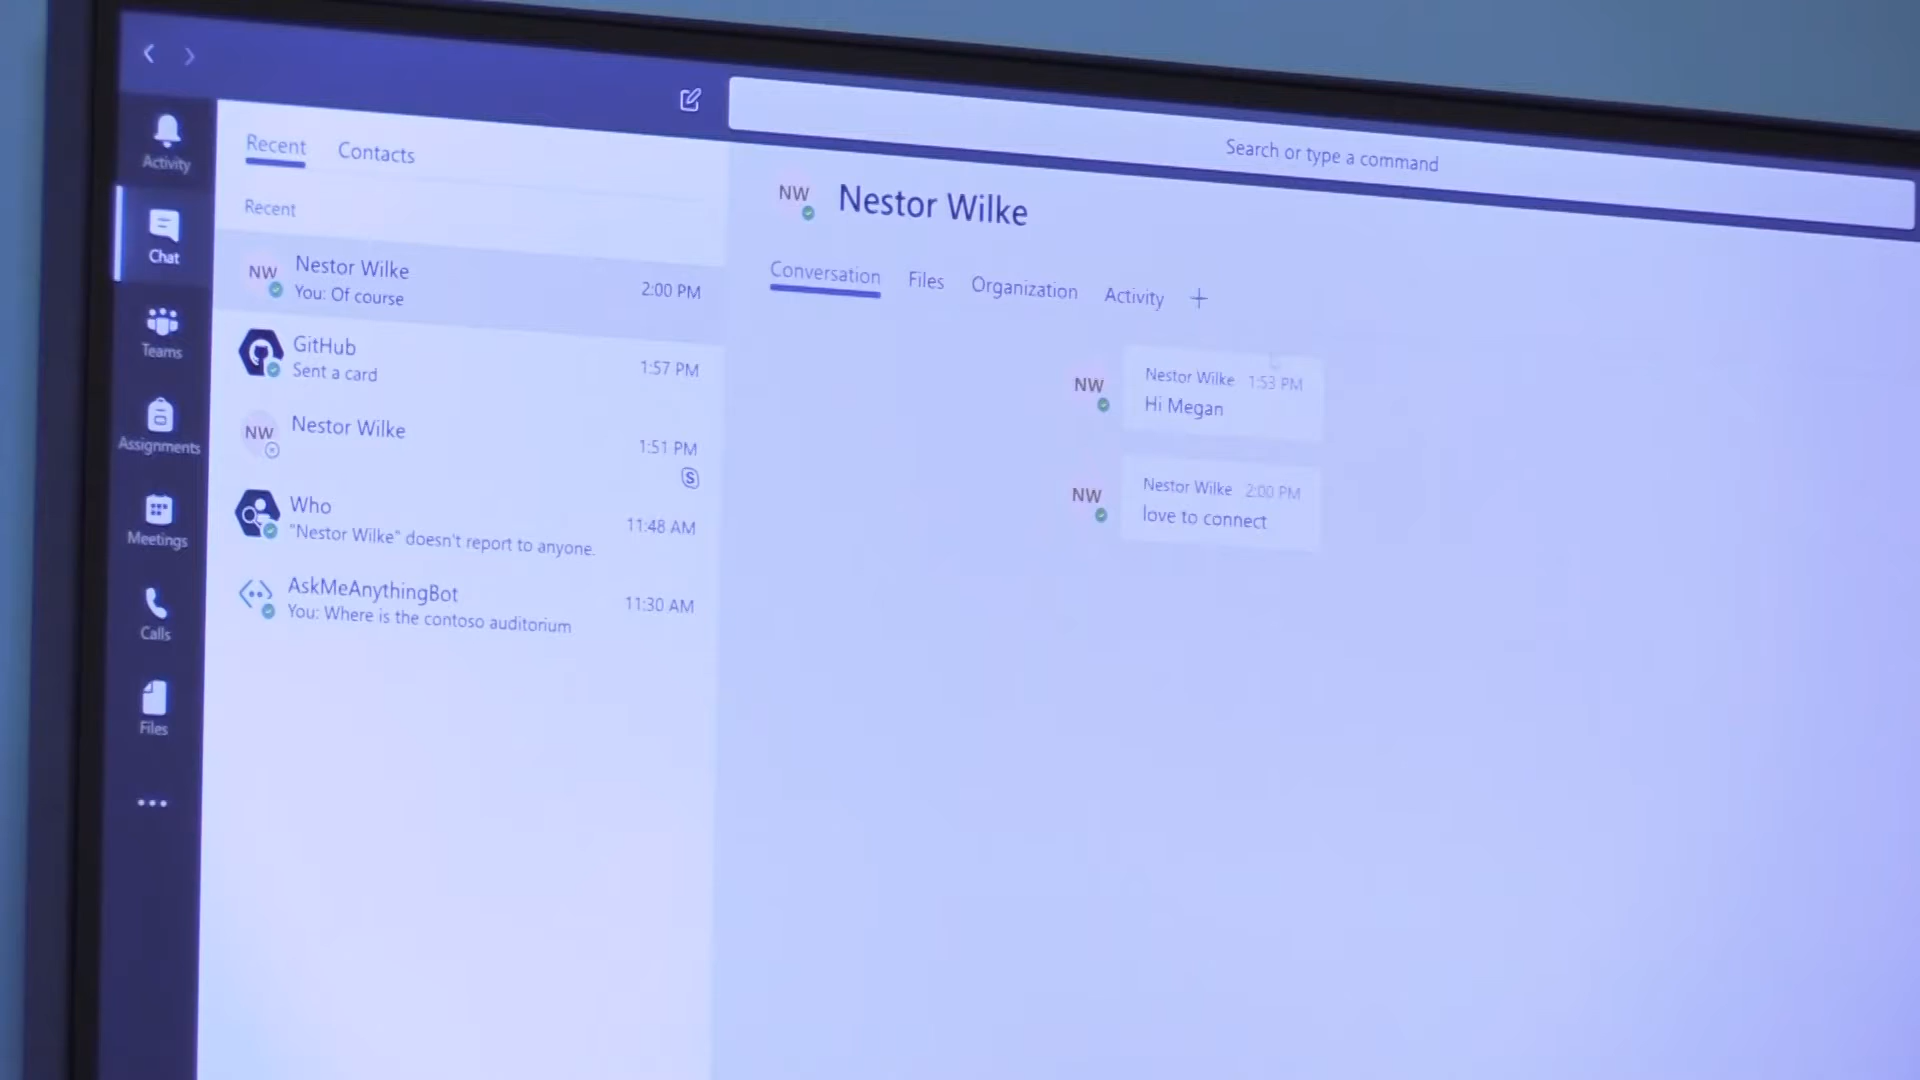 Search or type a command
Activity
Chat
Teams
Assignments
Meetings
Calls
Files
Recent Contacts
Recent
NW Nestor Wilke
You: Of course 2:00 PM
GitHub
Sent a card 1:57 PM
NW Nestor Wilke
1:51 PM
S
Who
"Nestor Wilke" doesn't report to anyone. 11:48 AM
AskMeAnythingBot
You: Where is the contoso auditorium 11:30 AM
NW Nestor Wilke
Conversation Files Organization Activity +
NW Nestor Wilke 1:53 PM
Hi Megan
NW Nestor Wilke 2:00 PM
love to connect